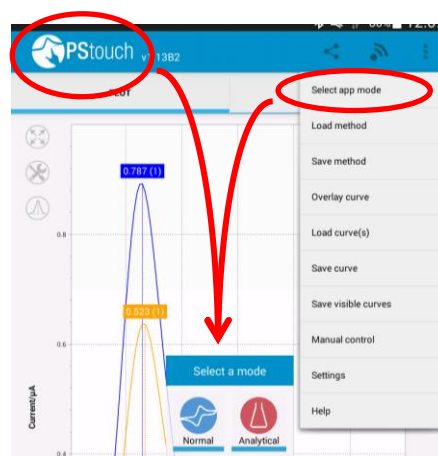 PStouch v 13B2
Select app mode
Load method
Save method
Overlay curve
Load curve(s)
Save curve
Save visible curves
Manual control
Settings
Help
0.787 (1)
0.8
0.523 (1)
0.6
Select a mode
Normal Analytical
Current/µA
0.4